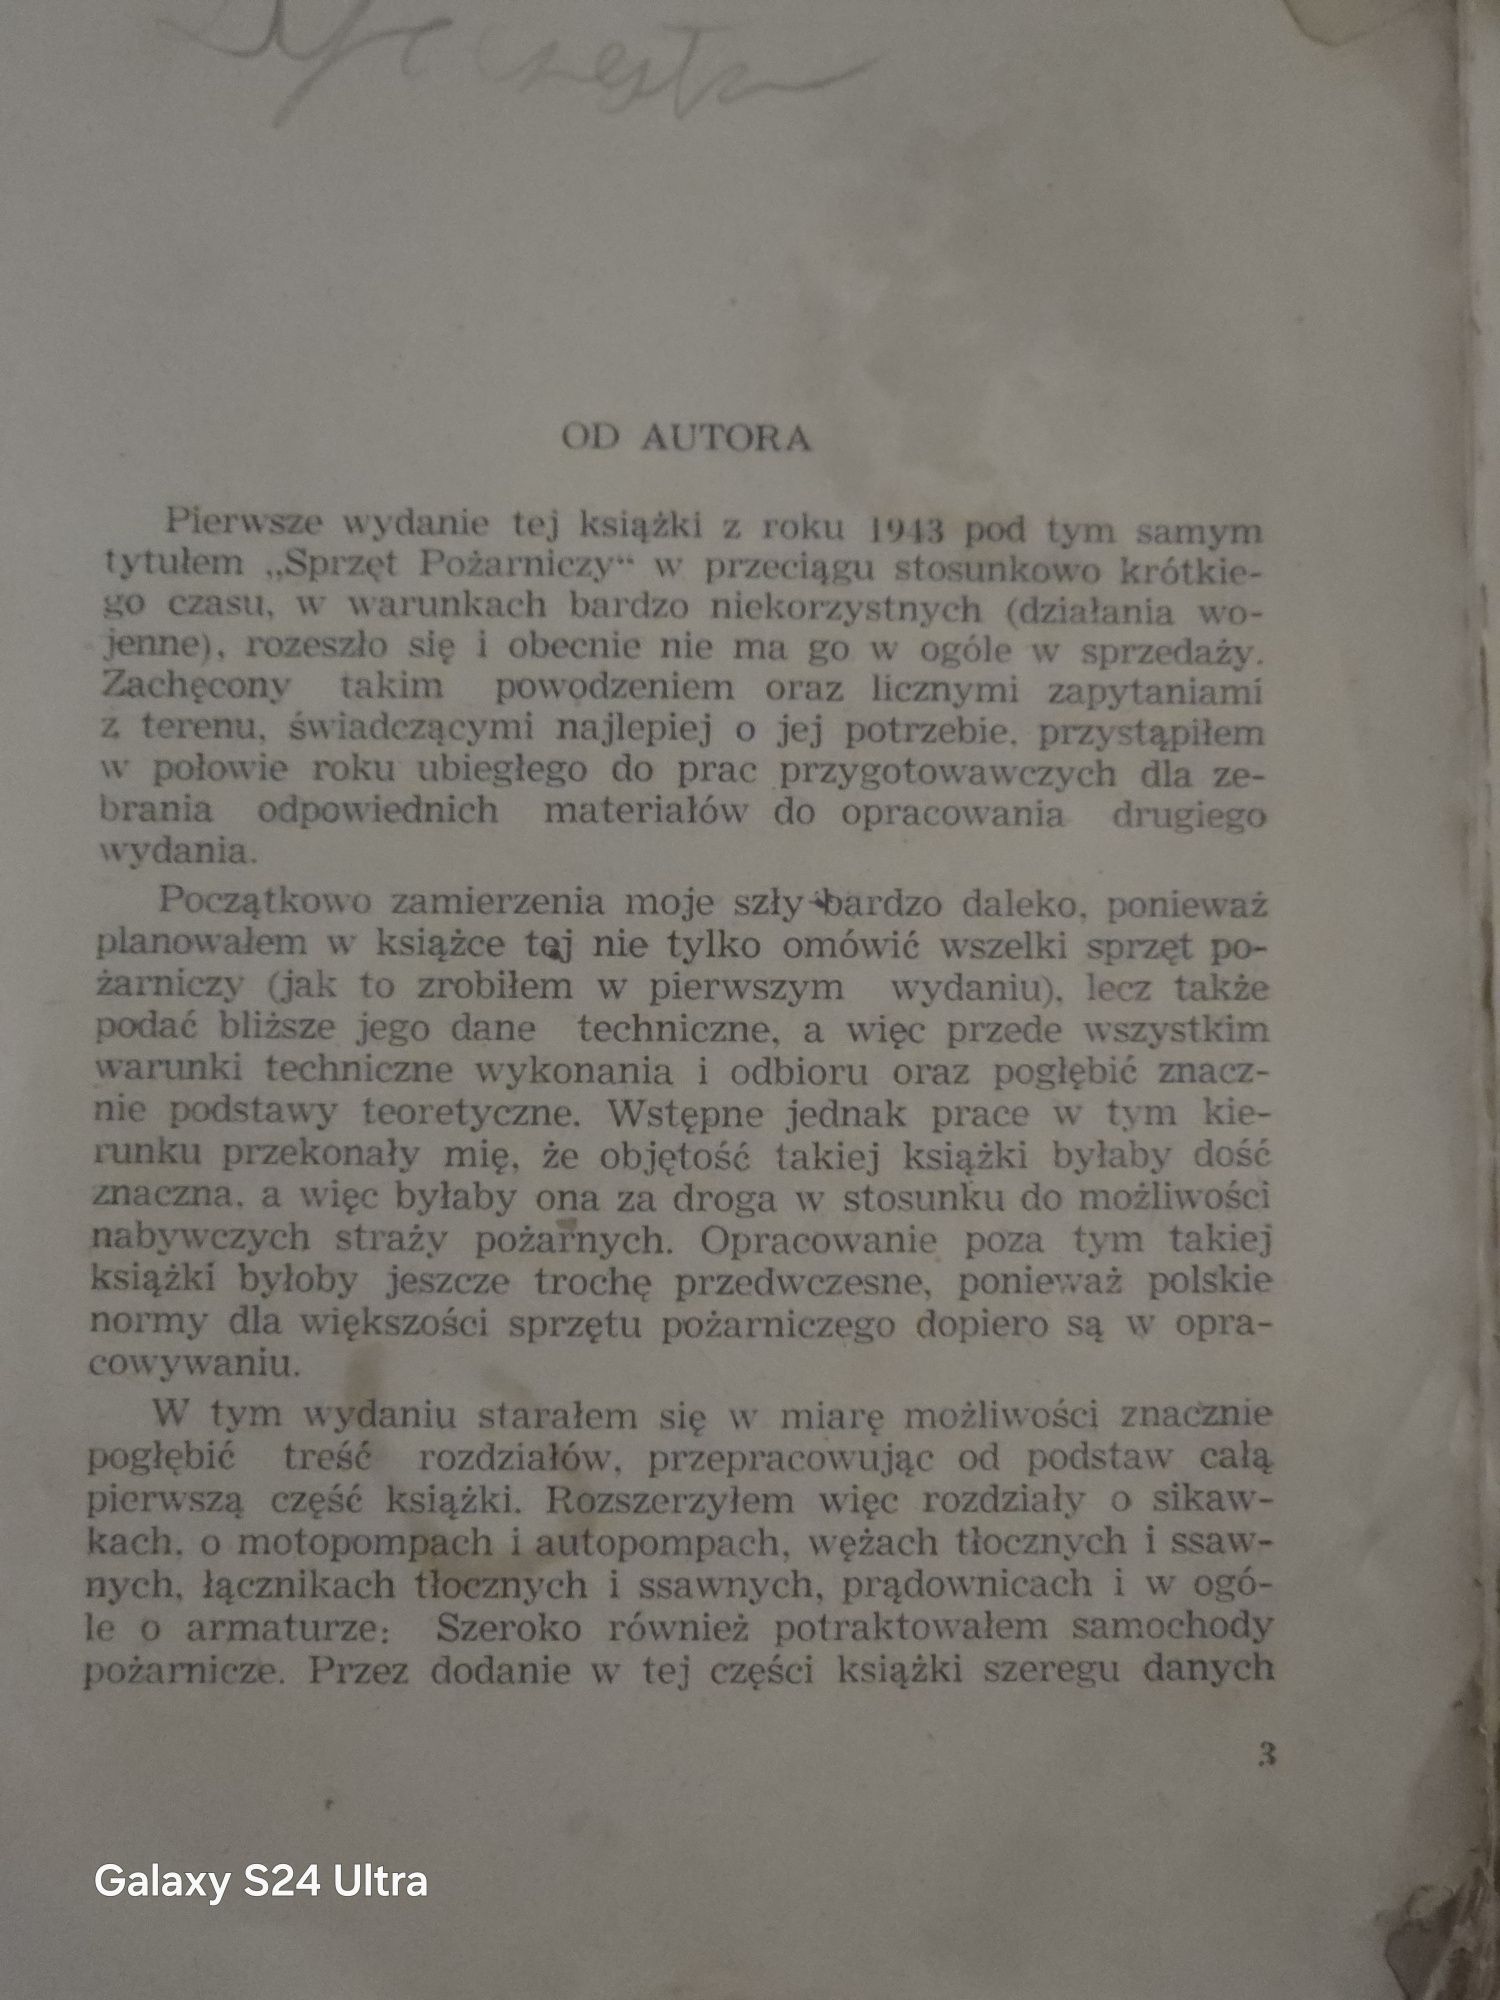 OD AUTORA
Pierwsze wydanie tej książki z roku 1943 pod tym samym
tytułem „Sprzęt Pożarniczy“ w przeciągu stosunkowo krótkie-
go czasu, w warunkach bardzo niekorzystnych (działania wo-
jenne), rozeszło się i obecnie nie ma go w ogóle w sprzedaży.
Zachęcony takim powodzeniem oraz licznymi zapytaniami
z terenu, świadczącymi najlepiej o jej potrzebie, przystąpiłem
w połowie roku ubiegłego do prac przygotowawczych dla ze-
brania odpowiednich materiałów do opracowania drugiego
wydania.
Początkowo zamierzenia moje szły bardzo daleko, ponieważ
planowałem w książce tej nie tylko omówić wszelki sprzęt po-
żarniczy (jak to zrobiłem w pierwszym wydaniu), lecz także
podać bliższe jego dane techniczne, a więc przede wszystkim
warunki techniczne wykonania i odbioru oraz pogłębić znacz-
nie podstawy teoretyczne. Wstępne jednak prace w tym kie-
runku przekonały mię, że objętość takiej książki byłaby dość
znaczna, a więc byłaby ona za droga w stosunku do możliwości
nabywczych straży pożarnych. Opracowanie poza tym takiej
książki byłoby jeszcze trochę przedwczesne, ponieważ polskie
normy dla większości sprzętu pożarniczego dopiero są w opra-
cowywaniu.
W tym wydaniu starałem się w miarę możliwości znacznie
pogłębić treść rozdziałów, przepracowując od podstaw całą
pierwszą część książki. Rozszerzyłem więc rozdziały o sikaw-
kach, o motopompach i autopompach, wężach tłocznych i ssaw-
nych, łącznikach tłocznych i ssawnych, prądownicach i w ogó-
le o armaturze: Szeroko również potraktowałem samochody
pożarnicze. Przez dodanie w tej części książki szeregu danych
3
Galaxy S24 Ultra